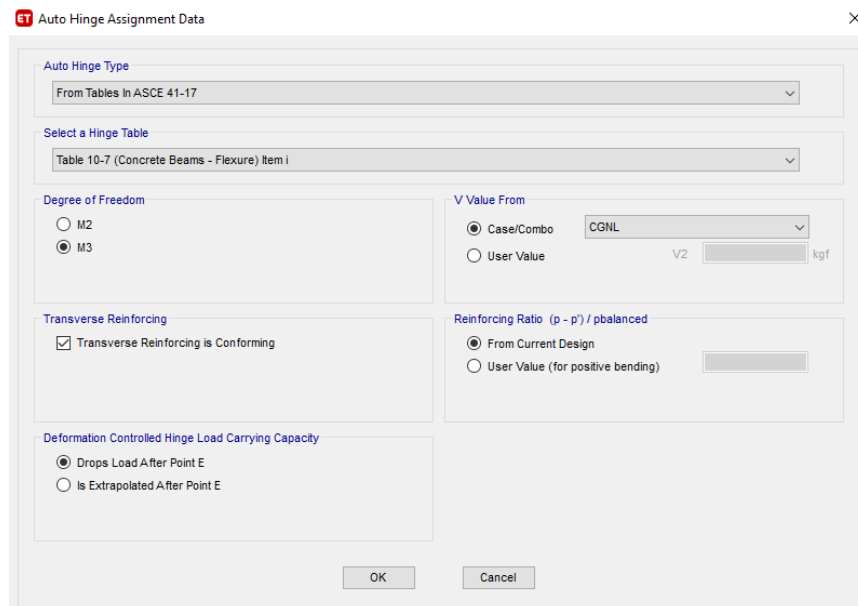 ET Auto Hinge Assignment Data
Auto Hinge Type
From Tables In ASCE 41-17
Select a Hinge Table
Table 10-7 (Concrete Beams - Flexure) Item i
Degree of Freedom
M2
M3
V Value From
Case/Combo CGNL
User Value V2 kgf
Transverse Reinforcing
Transverse Reinforcing is Conforming
Reinforcing Ratio (p - p') / pbalanced
From Current Design
User Value (for positive bending)
Deformation Controlled Hinge Load Carrying Capacity
Drops Load After Point E
Is Extrapolated After Point E
OK Cancel